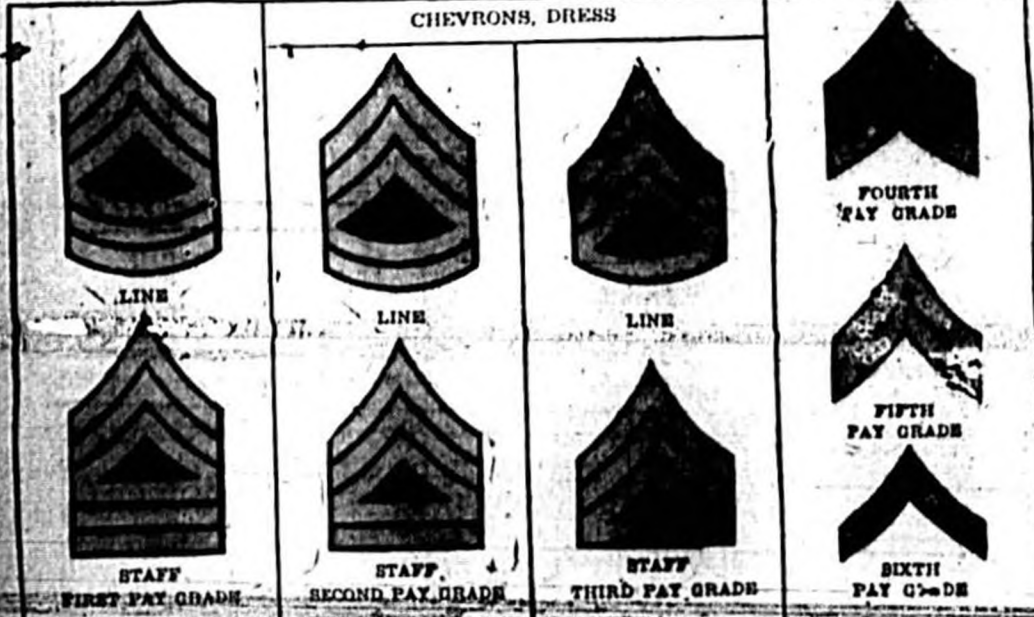 CHEVRONS, DRESS
LINE
STAFF
FIRST PAY GRADE
LINE
STAFF
SECOND PAY GRADE
LINE
STAFF
THIRD PAY GRADE
FOURTH
PAY GRADE
FIFTH
PAY GRADE
SIXTH
PAY GRADE